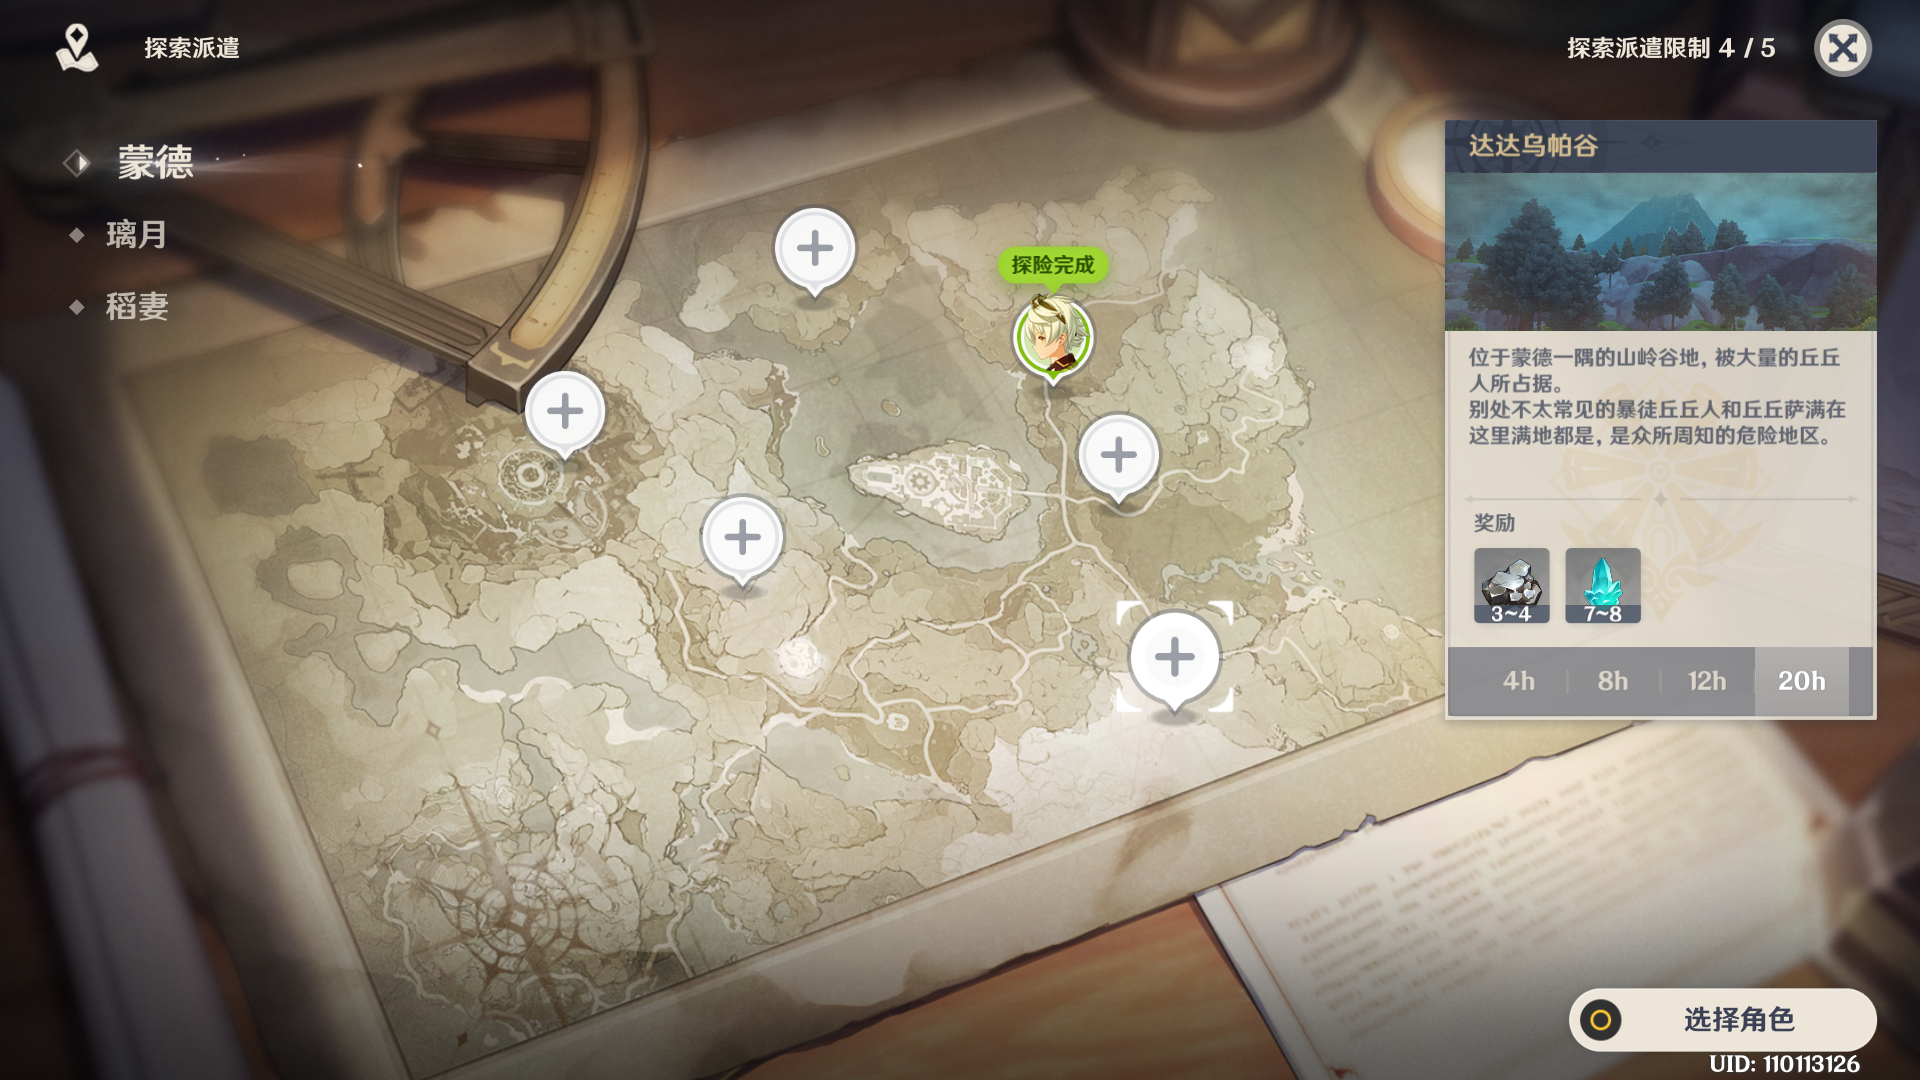 探索派遣
探索派遣限制 4 / 5
蒙德
璃月
稻妻
探险完成
达达乌帕谷
位于蒙德一隅的山岭谷地，被大量的丘丘
人所占据。
别处不太常见的暴徒丘丘人和丘丘萨满在
这里满地都是，是众所周知的危险地区。
奖励
3~4
7~8
4h
8h
12h
20h
选择角色
UID: 110113126